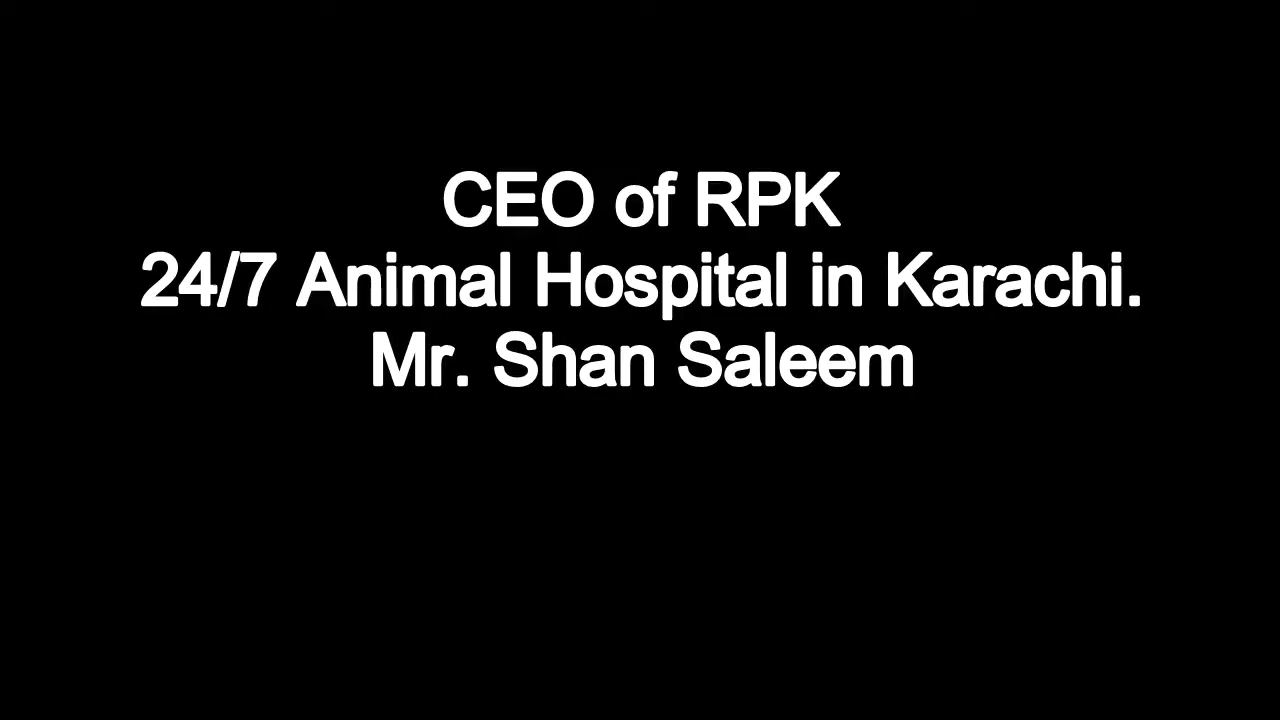 CEO of RPK
24/7 Animal Hospital in Karachi.
Mr. Shan Saleem